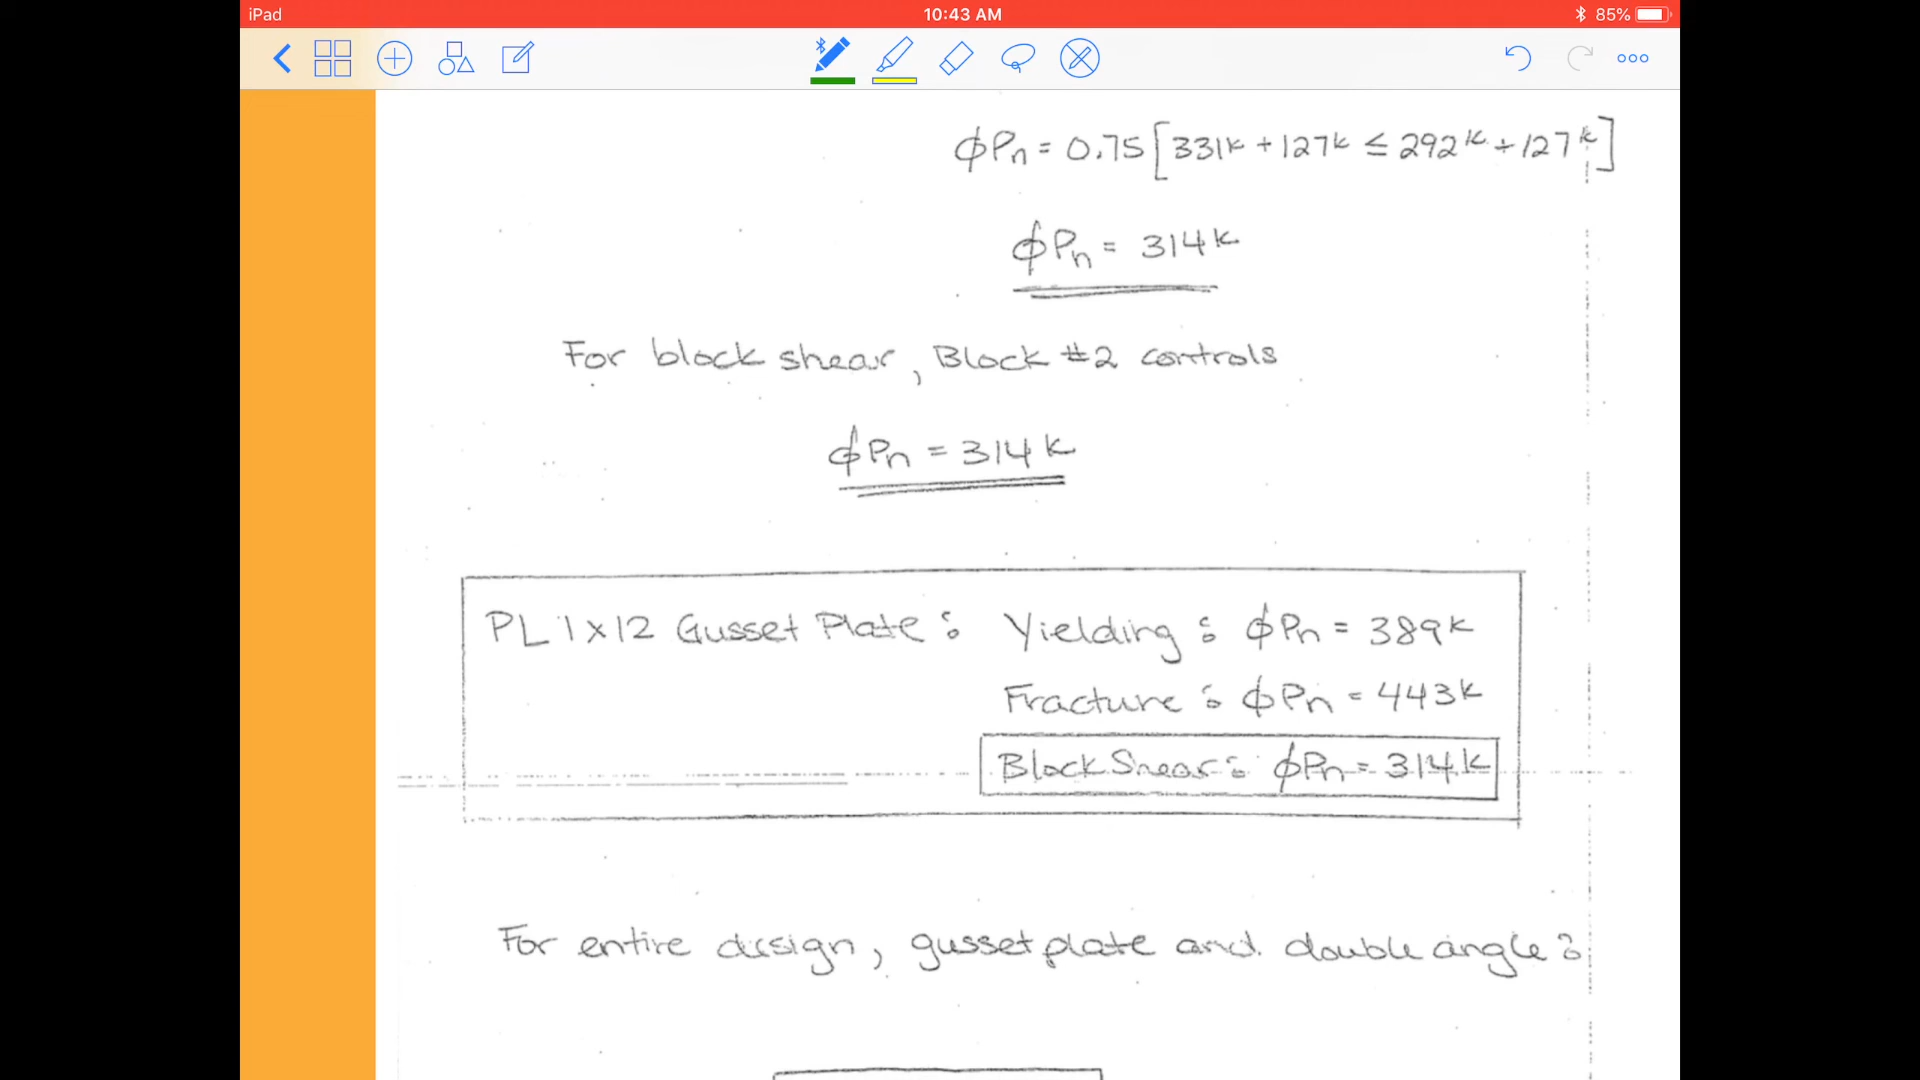 iPad
10:43 AM
85%
ϕPn = 0.75 [331k + 127k ≤ 292k + 127k]
ϕPn = 314k
For block shear, Block #2 controls
ϕPn = 314k
PL 1x12 Gusset Plate: Yielding: ϕPn = 389k
Fracture: ϕPn = 443k
Block Shear: ϕPn = 314k
For entire design, gusset plate and double angle: